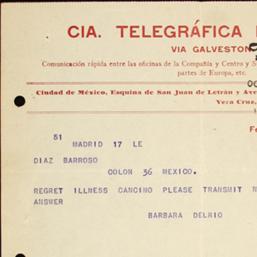 CIA. TELEGRÁFICA
VIA GALVESTON
Comunicación rápida entre las oficinas de la Compañía y Centro y
partes de Europa, etc.
Ciudad de México, Esquina de San Juan de Letrán y
Vera Cruz,
51 MADRID 17 LE
DIAZ BARROSO
COLON 36 MEXICO.
REGRET ILLNESS CANCINO PLEASE TRANSMIT
ANSWER
BARBARA DELRIO